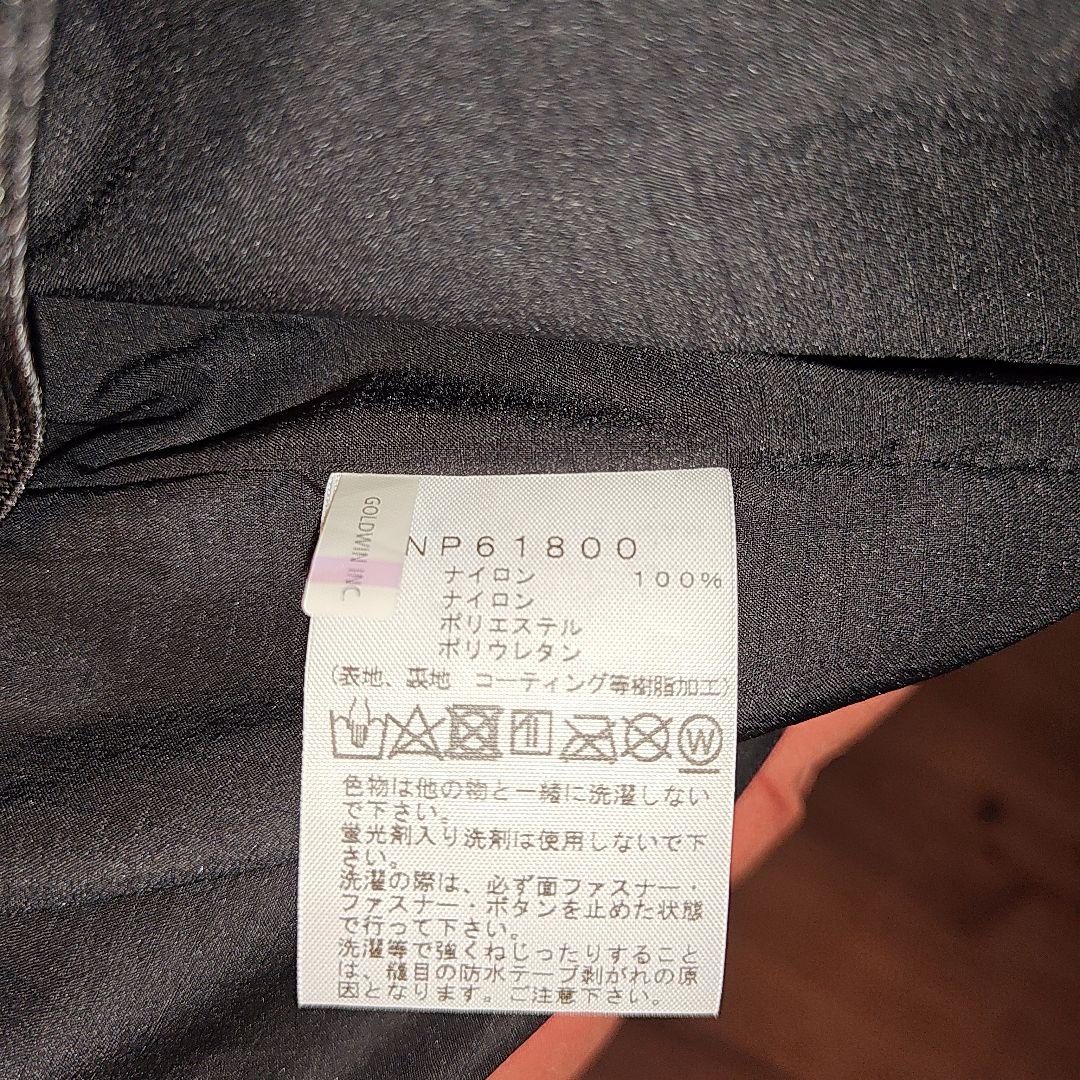 GOLDWIN INC.
NP61800
ナイロン 100%
ナイロン
ポリエステル
ポリウレタン
(表地、裏地 コーティング等樹脂加工)
W
色物は他の物と一緒に洗濯しない
で下さい。
蛍光剤入り洗剤は使用しないで下
さい。
洗濯の際は、必ず面ファスナー・
ファスナー・ボタンを止めた状態
で行って下さい。
洗濯等で強くねじったりすること
は、縫目の防水テープ剥がれの原
因となります。ご注意下さい。